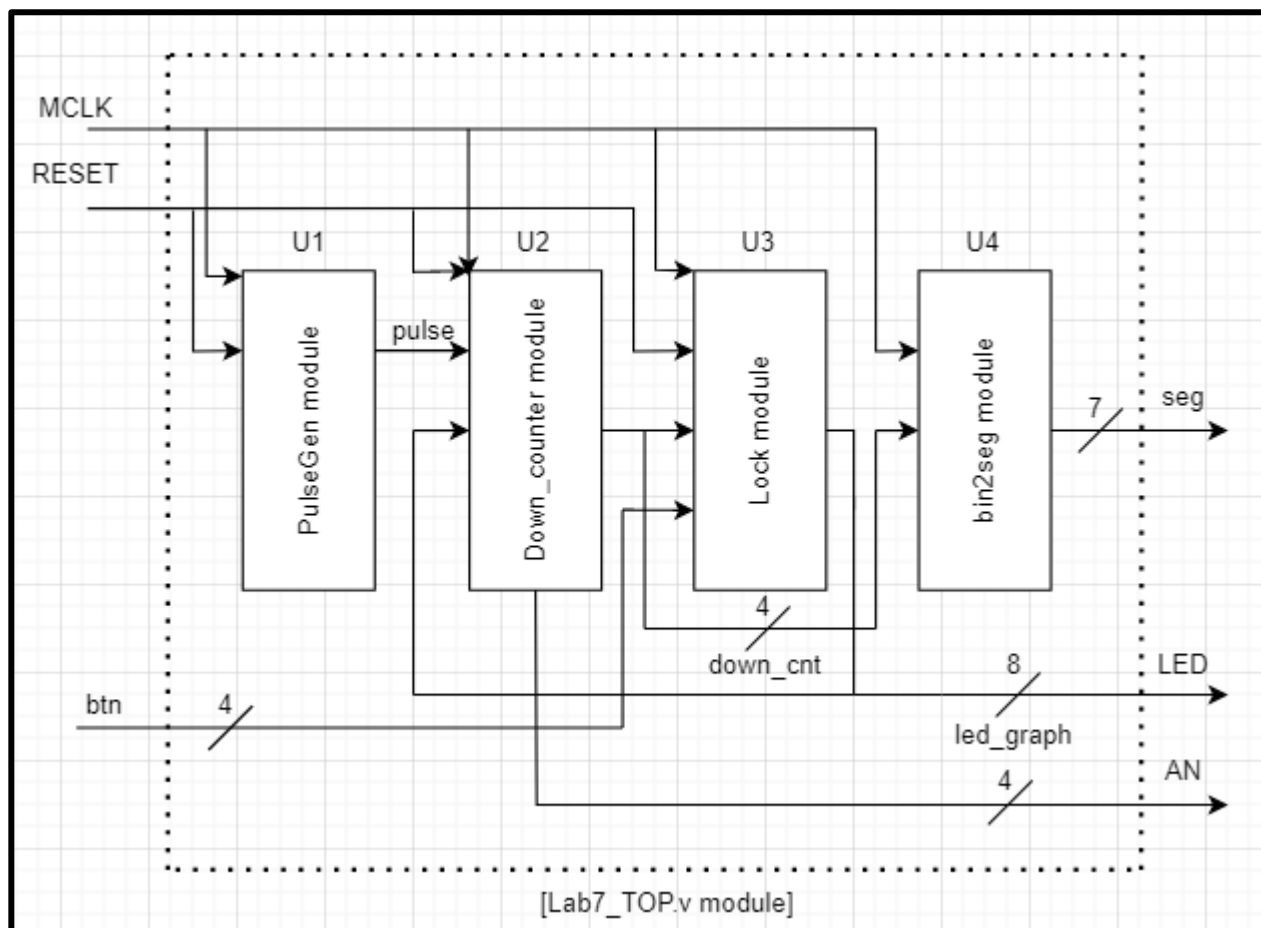 MCLK
RESET
U1
U2
U3
U4
PulseGen module
pulse
Down_counter module
Lock module
bin2seg module
7
seg
4
down_cnt
btn
4
8
LED
led_graph
4
AN
[Lab7_TOP.v module]